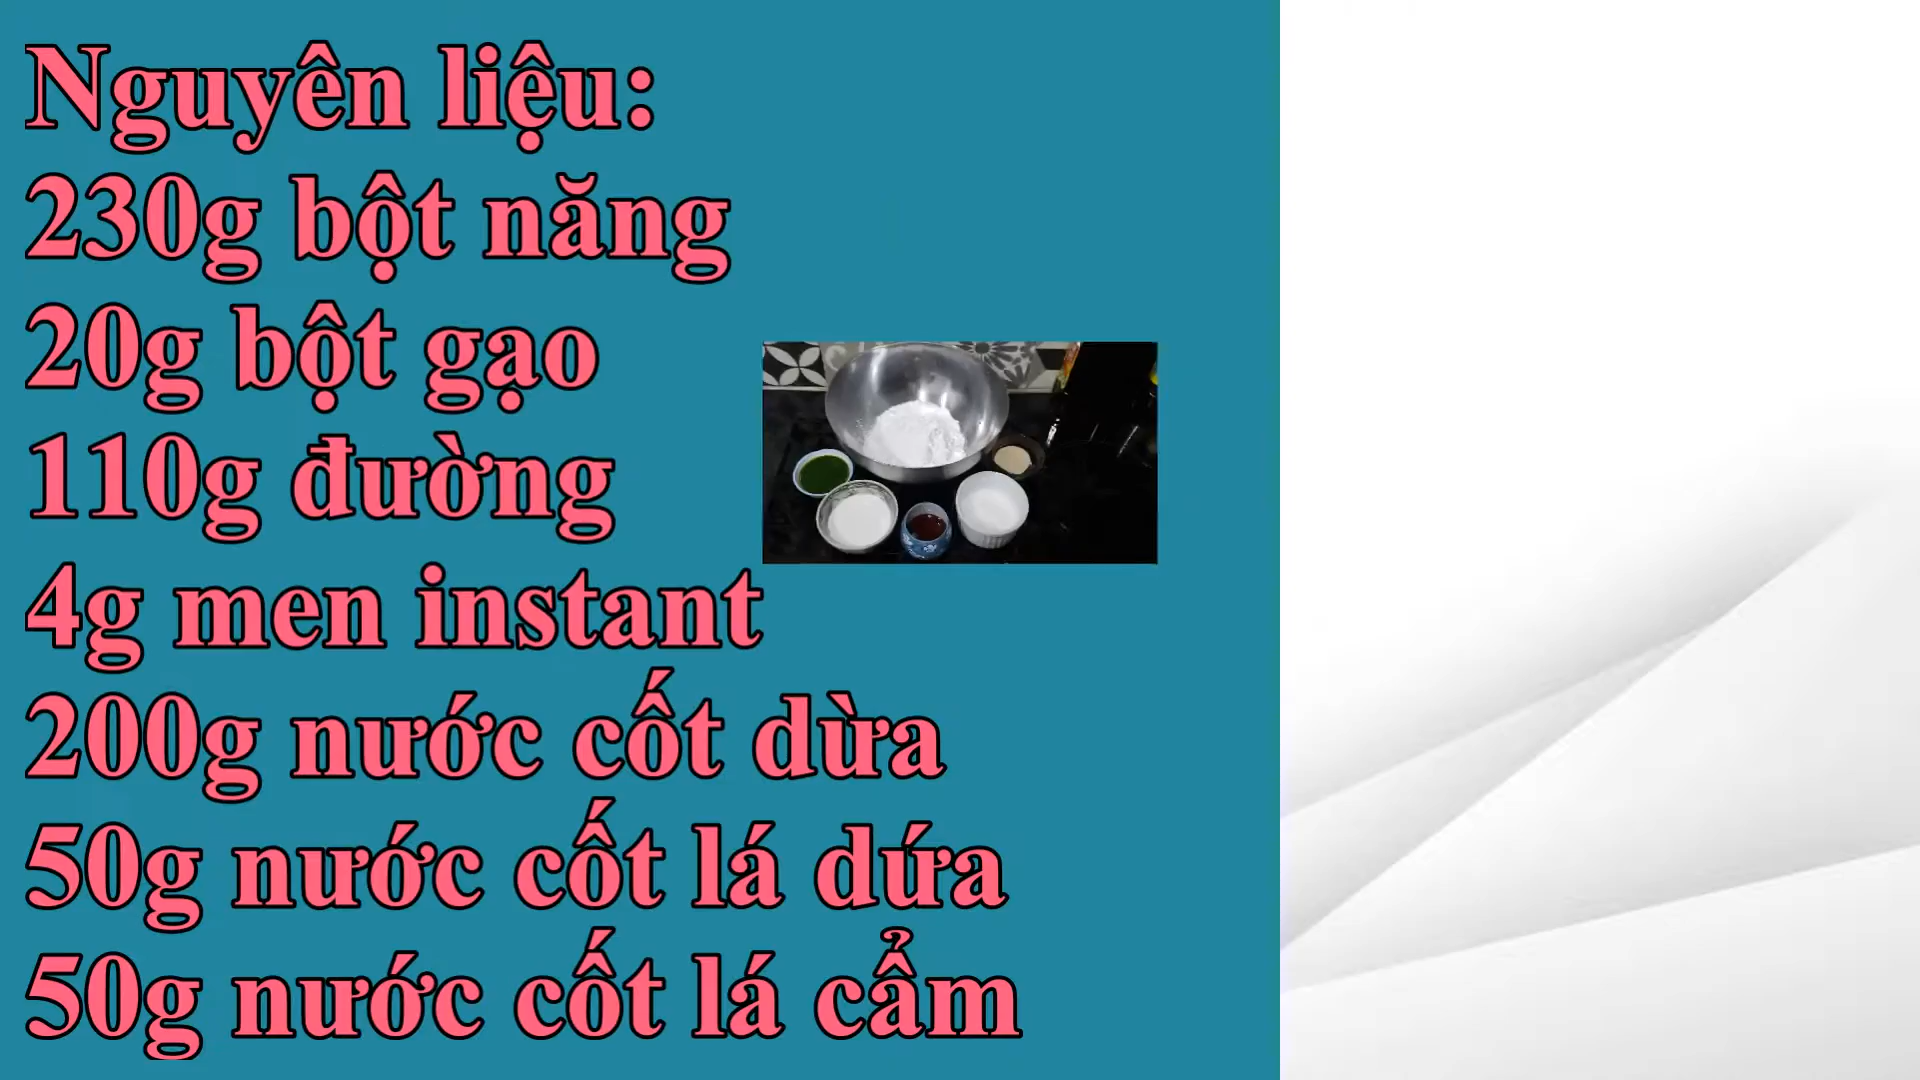 Nguyên liệu:
230g bột năng
20g bột gạo
110g đường
4g men instant
200g nước cốt dừa
50g nước cốt lá dứa
50g nước cốt lá cẩm